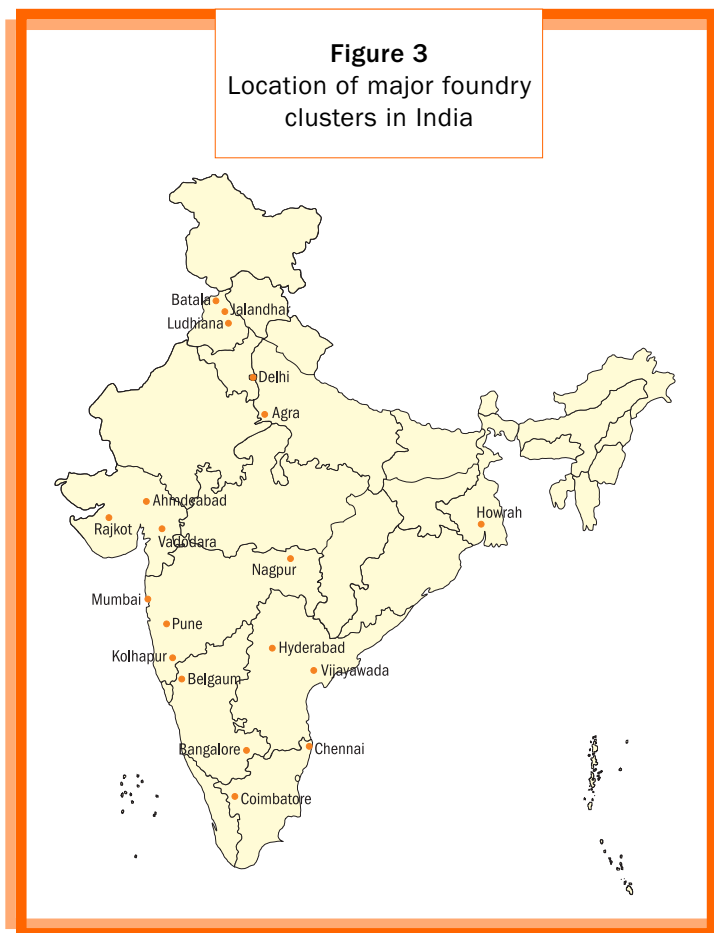 Figure 3
Location of major foundry
clusters in India
Batala
Jalandhar
Ludhiana
Delhi
Agra
Ahmdeabad
Rajkot
Vadodara
Howrah
Nagpur
Mumbai
Pune
Hyderabad
Kolhapur
Vijayawada
Belgaum
Bangalore
Chennai
Coimbatore